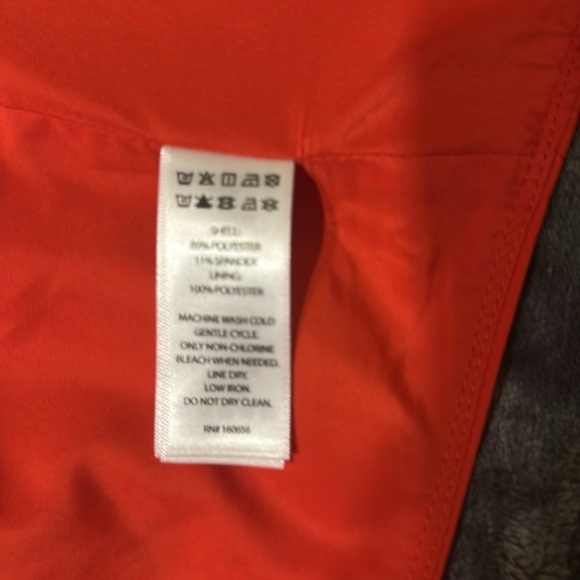 SHELL:
89% POLYESTER
11% SPANDEX
LINING:
100% POLYESTER
MACHINE WASH COLD
GENTLE CYCLE.
ONLY NON-CHLORINE
BLEACH WHEN NEEDED.
LINE DRY.
LOW IRON.
DO NOT DRY CLEAN.
RN# 160656